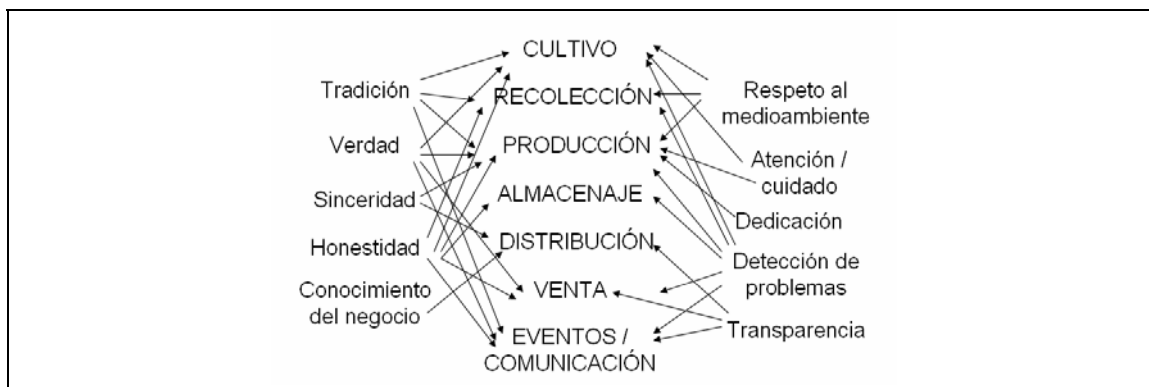 CULTIVO
RECOLECCIÓN
PRODUCCIÓN
ALMACENAJE
DISTRIBUCIÓN
VENTA
EVENTOS /
COMUNICACIÓN
Tradición
Verdad
Sinceridad
Honestidad
Conocimiento
del negocio
Respeto al
medioambiente
Atención /
cuidado
Dedicación
Detección de
problemas
Transparencia